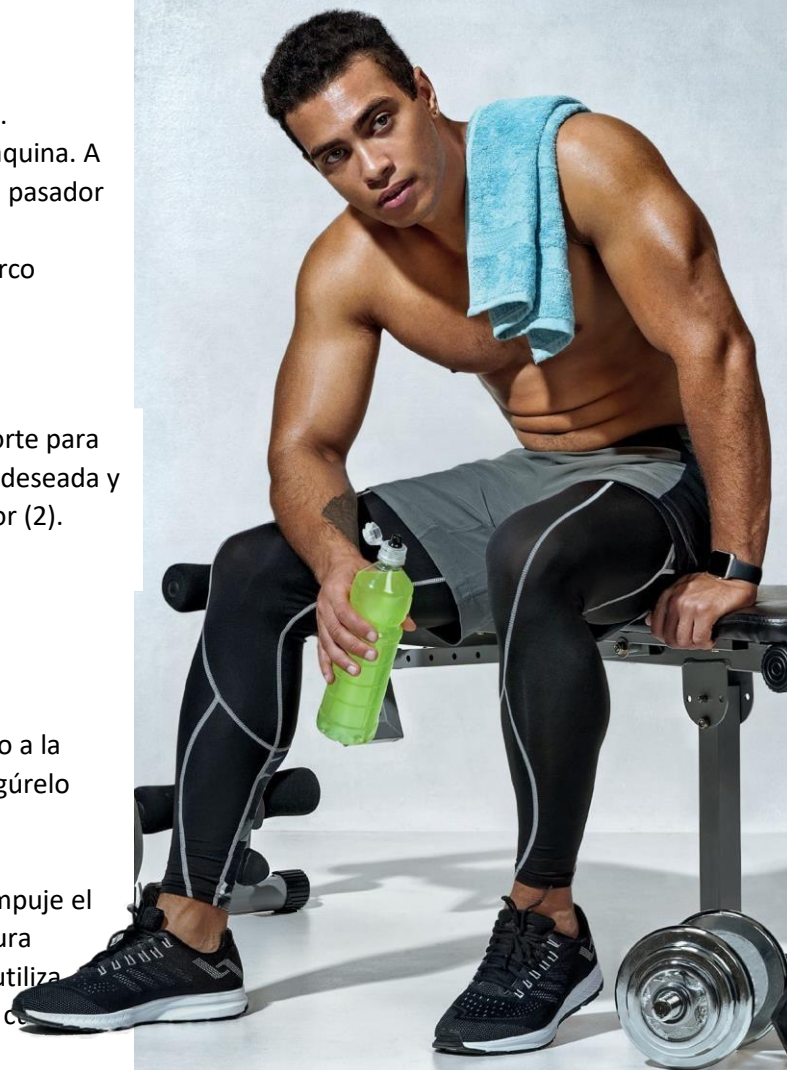 .
quina. A
pasador
rco
orte para
deseada y
or (2).
o a la
gúrelo
mpuje el
ura
utiliza